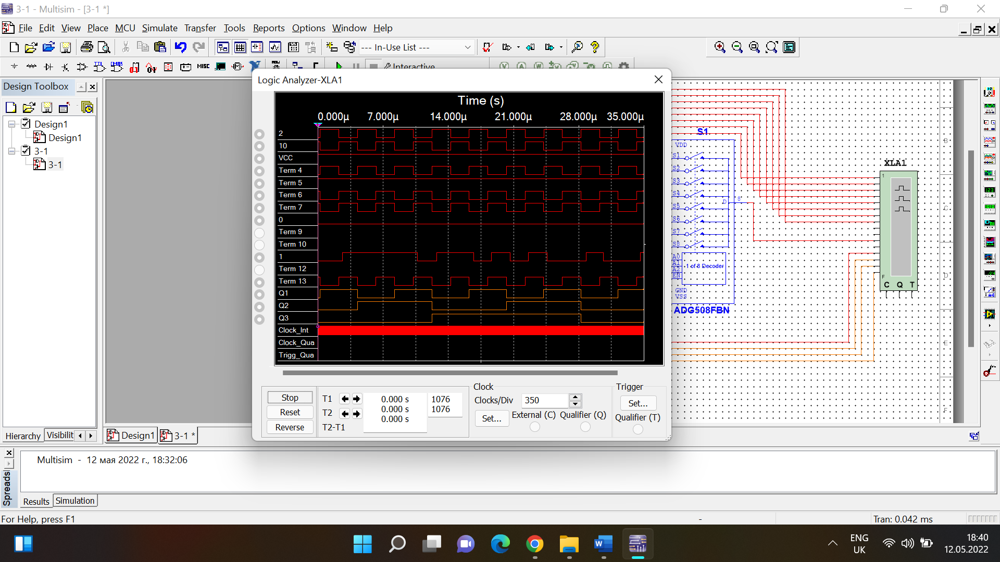 3-1 - Multisim - [3-1 *]
File Edit View Place MCU Simulate Transfer Tools Reports Options Window Help
--- In-Use List ---
MISC
Interactive
Design Toolbox
Design1
Design1
3-1
3-1
Hierarchy
Visibilit
Logic Analyzer-XLA1
Time (s)
0.000µ 7.000µ 14.000µ 21.000µ 28.000µ 35.000µ
2
10
VCC
Term 4
Term 5
Term 6
Term 7
0
Term 9
Term 10
1
Term 12
Term 13
Q1
Q2
Q3
Clock_Int
Clock_Qua
Trigg_Qua
Stop
Reset
Reverse
T1
T2
T2-T1
0.000 s
0.000 s
0.000 s
1076
1076
Clock
Clocks/Div
350
Set...
External (C)
Qualifier (Q)
Trigger
Set...
Qualifier (T)
S1
VDD
S1
S2
S3
S4
S5
S6
S7
S8
D
8
A0
A1
A2
EN
1 of 8 Decoder
GND
VSS
ADG508FBN
XLA1
1
F
C Q T
B
C
D
E
F
Design1
3-1 *
Multisim - 12 мая 2022 г., 18:32:06
Spreads
Results
Simulation
For Help, press F1
-
Tran: 0.042 ms
ENG
UK
18:40
12.05.2022